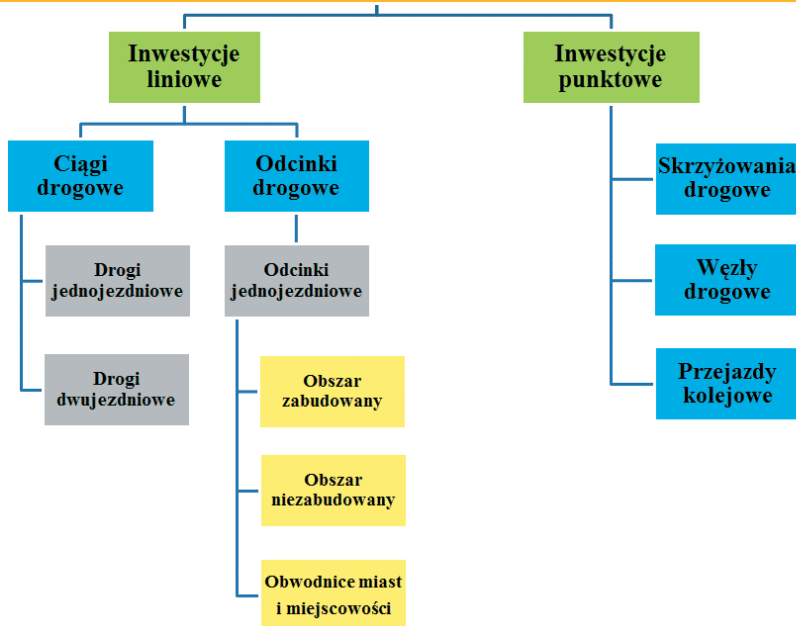 Inwestycje
liniowe
Inwestycje
punktowe
Ciągi
drogowe
Odcinki
drogowe
Skrzyżowania
drogowe
Drogi
jednojezdniowe
Odcinki
jednojezdniowe
Węzły
drogowe
Drogi
dwujezdniowe
Obszar
zabudowany
Przejazdy
kolejowe
Obszar
niezabudowany
Obwodnice miast
i miejscowości